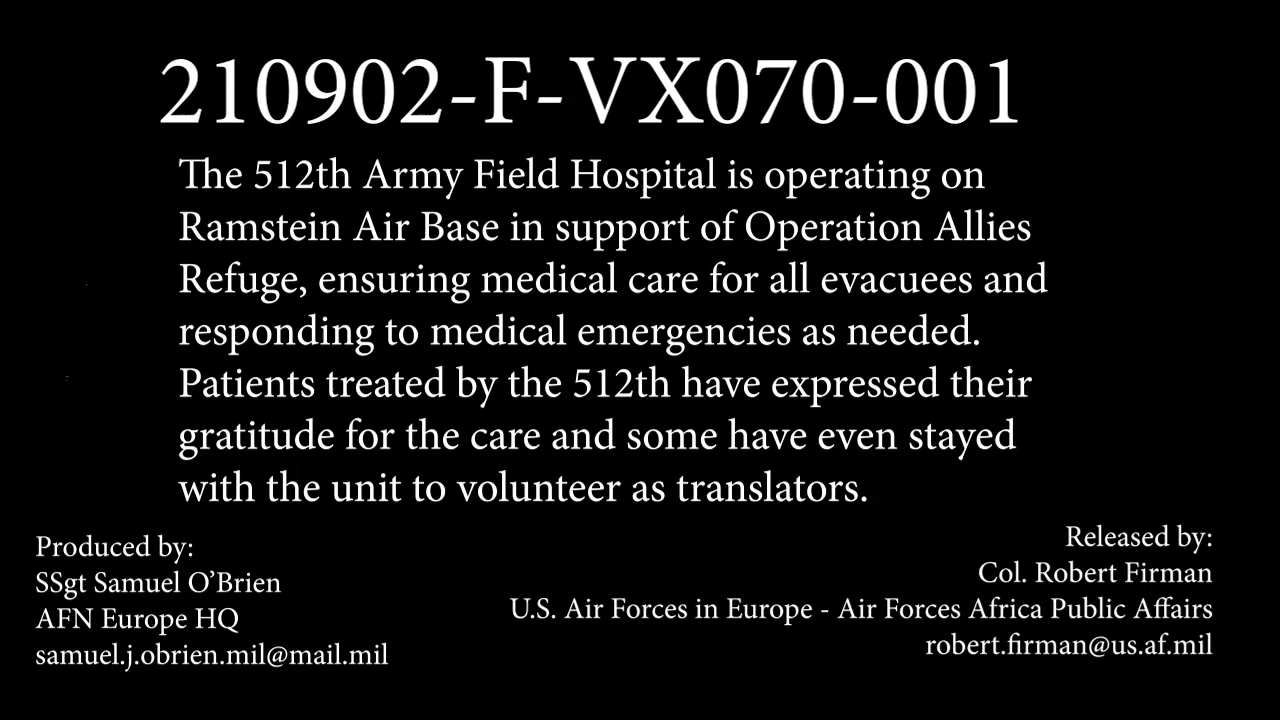 210902-F-VX070-001
The 512th Army Field Hospital is operating on
Ramstein Air Base in support of Operation Allies
Refuge, ensuring medical care for all evacuees and
responding to medical emergencies as needed.
Patients treated by the 512th have expressed their
gratitude for the care and some have even stayed
with the unit to volunteer as translators.
Produced by:
SSgt Samuel O’Brien
AFN Europe HQ
samuel.j.obrien.mil@mail.mil
Released by:
Col. Robert Firman
U.S. Air Forces in Europe - Air Forces Africa Public Affairs
robert.firman@us.af.mil